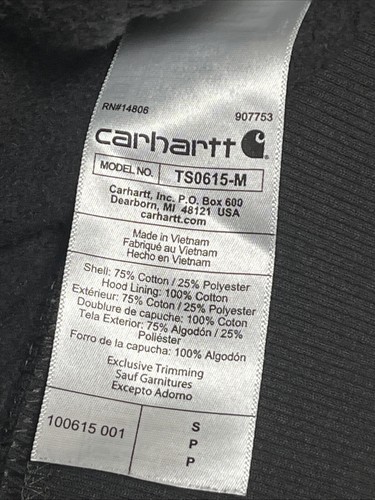 RN#14806 907753
carhartt
MODEL NO. TS0615-M
Carhartt, Inc. P.O. Box 600
Dearborn, MI 48121 USA
carhartt.com
Made in Vietnam
Fabriqué au Vietnam
Hecho en Vietnam
Shell: 75% Cotton / 25% Polyester
Hood Lining: 100% Cotton
Extérieur: 75% Coton / 25% Polyester
Doublure de capuche: 100% Coton
Tela Exterior: 75% Algodón / 25%
Poliéster
Forro de la capucha: 100% Algodón
Exclusive Trimming
Sauf Garnitures
Excepto Adorno
100615 001
S
P
P